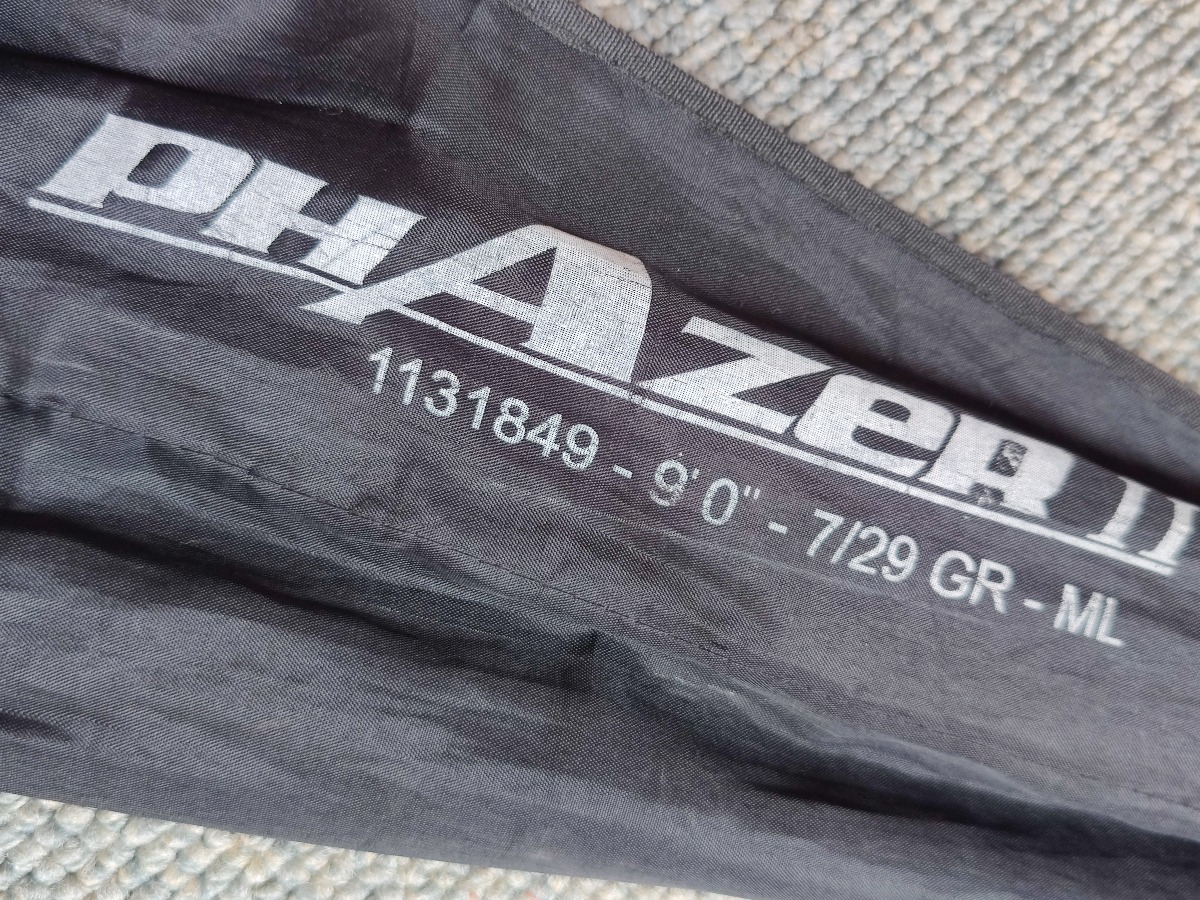 PHAZER II
1131849 - 9' 0" - 7/29 GR - ML